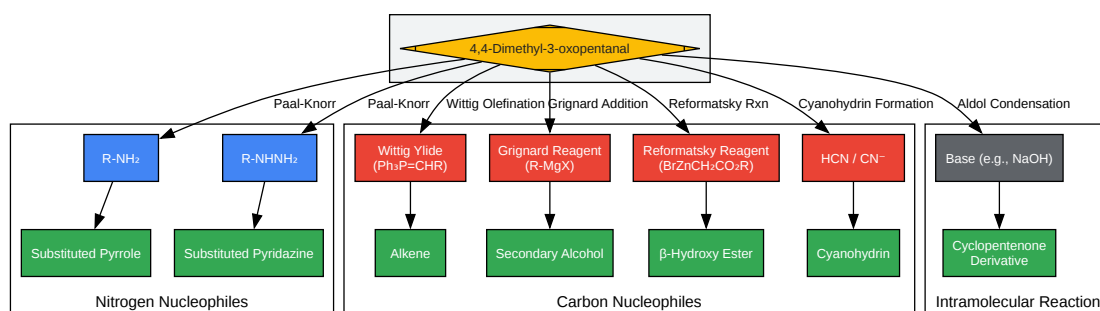 4,4-Dimethyl-3-oxopentanal
Paal-Knorr
Paal-Knorr
Wittig Olefination
Grignard Addition
Reformatsky Rxn
Cyanohydrin Formation
Aldol Condensation
R-NH₂
R-NHNH₂
Wittig Ylide
(Ph₃P=CHR)
Grignard Reagent
(R-MgX)
Reformatsky Reagent
(BrZnCH₂CO₂R)
HCN / CN⁻
Base (e.g., NaOH)
Substituted Pyrrole
Substituted Pyridazine
Alkene
Secondary Alcohol
β-Hydroxy Ester
Cyanohydrin
Cyclopentenone
Derivative
Nitrogen Nucleophiles
Carbon Nucleophiles
Intramolecular Reaction